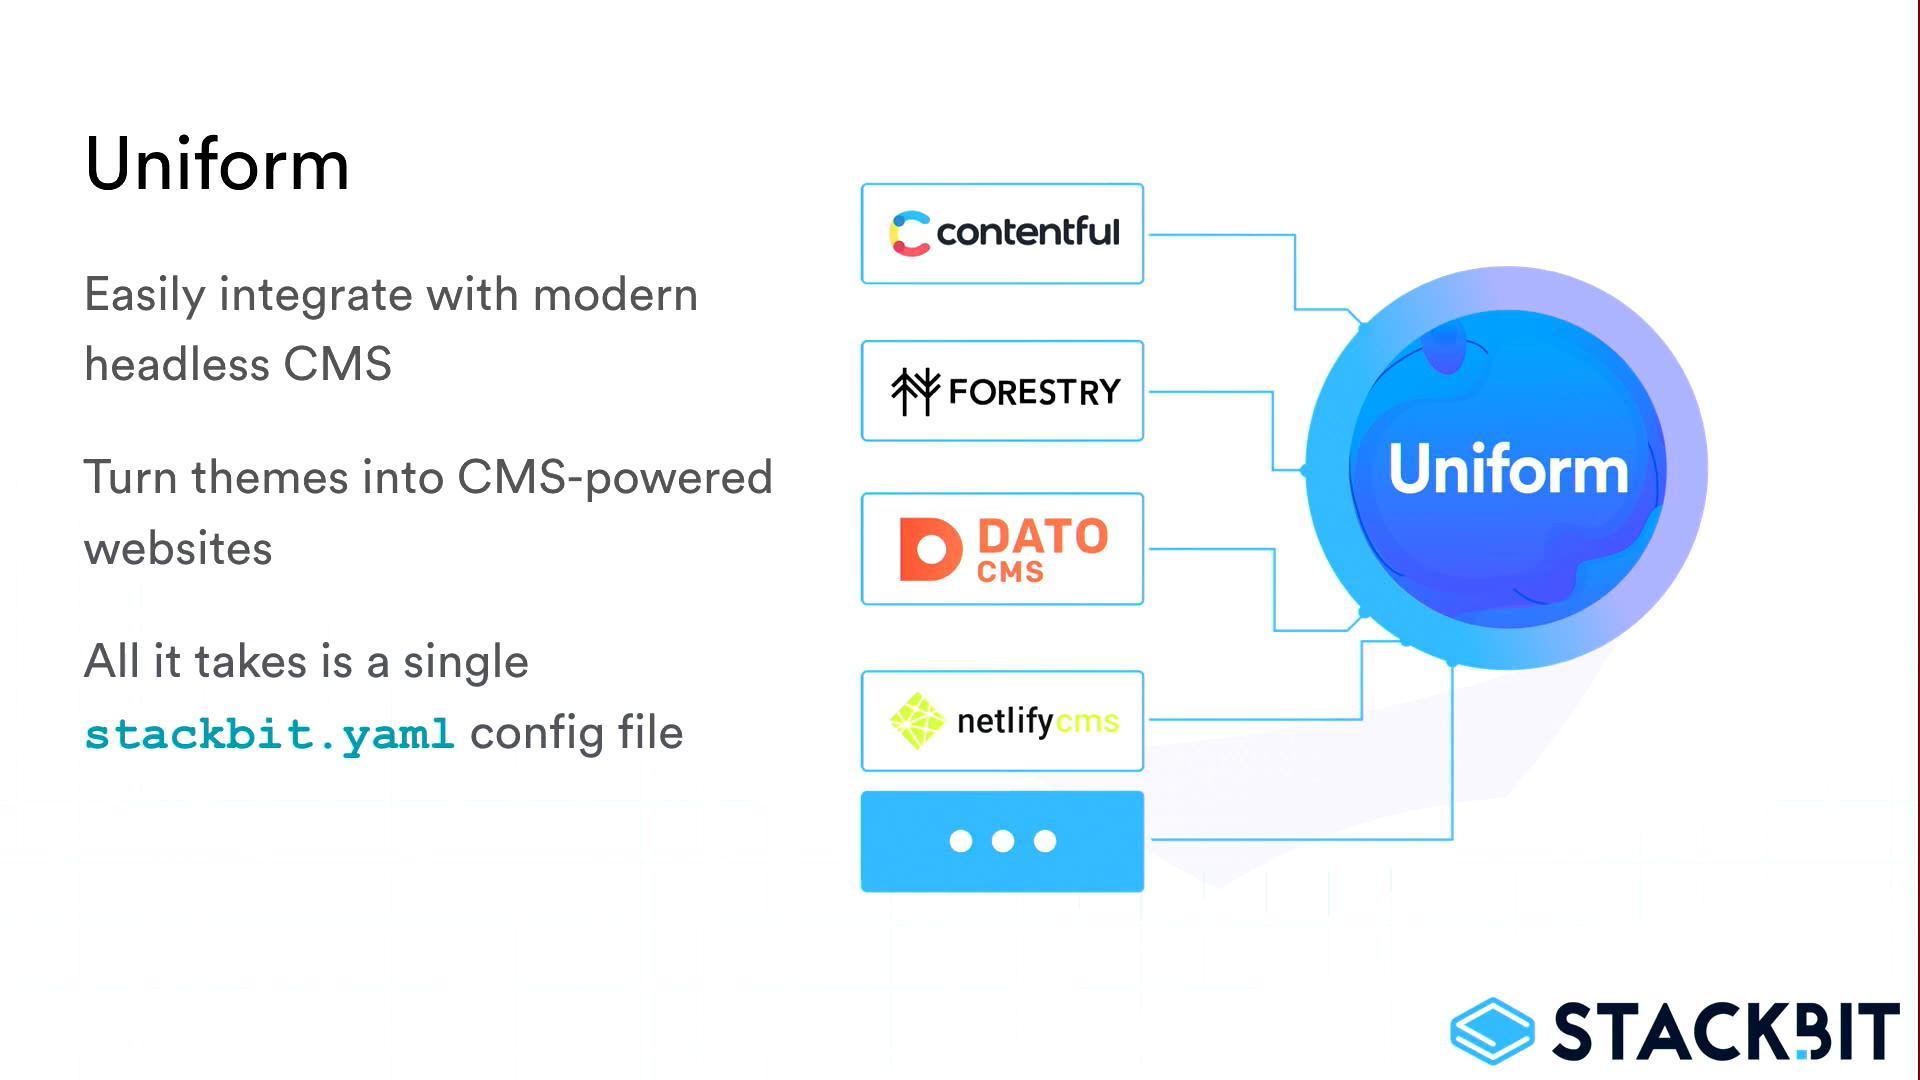 Uniform
Easily integrate with modern
headless CMS
Turn themes into CMS-powered
websites
All it takes is a single
stackbit.yaml config file
contentful
FORESTRY
DATO
CMS
netlifycms
Uniform
STACKBIT